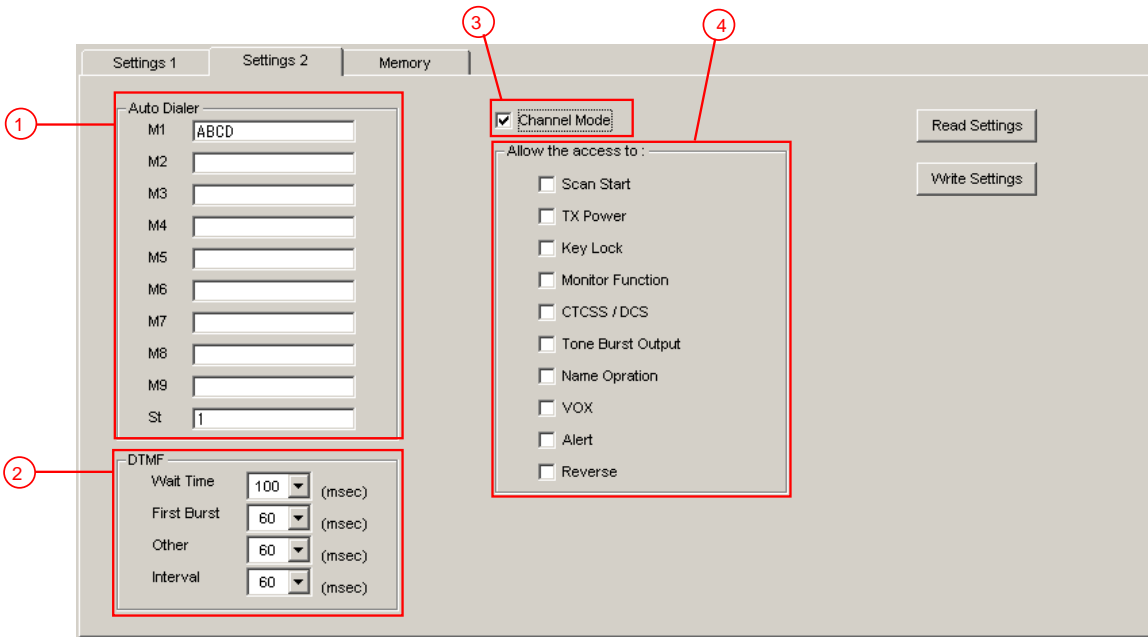 3
4
Settings 1
Settings 2
Memory
1
Auto Dialer
M1 ABCD
M2
M3
M4
M5
M6
M7
M8
M9
St 1
2
DTMF
Wait Time 100 (msec)
First Burst 60 (msec)
Other 60 (msec)
Interval 60 (msec)
Channel Mode
Allow the access to :
Scan Start
TX Power
Key Lock
Monitor Function
CTCSS / DCS
Tone Burst Output
Name Opration
VOX
Alert
Reverse
Read Settings
Write Settings